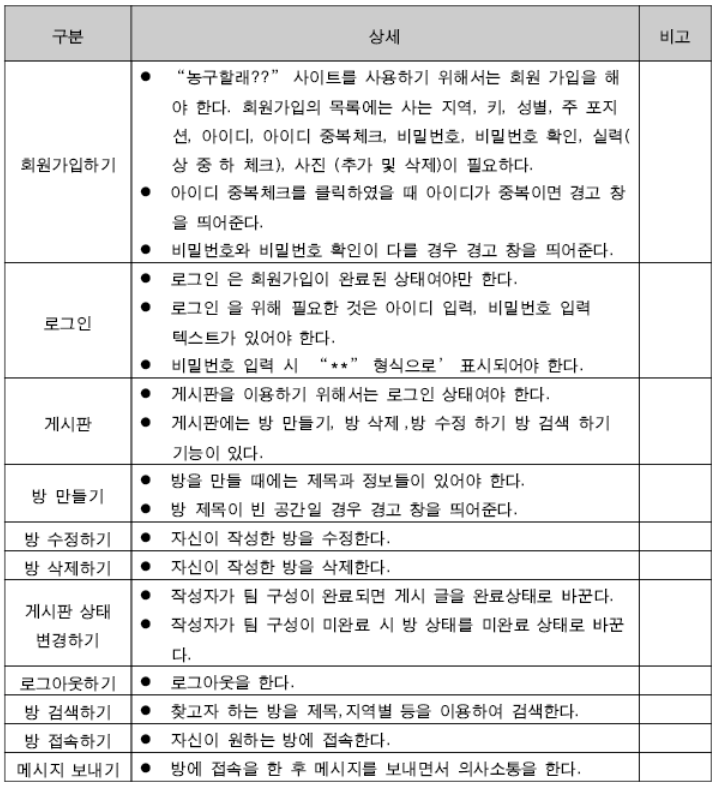 구분 상세 비고
회원가입하기
● “농구할래??” 사이트를 사용하기 위해서는 회원 가입을 해
야 한다. 회원가입의 목록에는 사는 지역, 키, 성별, 주 포지
션, 아이디, 아이디 중복체크, 비밀번호, 비밀번호 확인, 실력(
상 중 하 체크), 사진 (추가 및 삭제)이 필요하다.
● 아이디 중복체크를 클릭하였을 때 아이디가 중복이면 경고 창
을 띄어준다.
● 비밀번호와 비밀번호 확인이 다를 경우 경고 창을 띄어준다.
로그인
● 로그인 은 회원가입이 완료된 상태여야만 한다.
● 로그인 을 위해 필요한 것은 아이디 입력, 비밀번호 입력
텍스트가 있어야 한다.
● 비밀번호 입력 시 “**” 형식으로’ 표시되어야 한다.
게시판
● 게시판을 이용하기 위해서는 로그인 상태여야 한다.
● 게시판에는 방 만들기, 방 삭제 ,방 수정 하기 방 검색 하기
기능이 있다.
방 만들기
● 방을 만들 때에는 제목과 정보들이 있어야 한다.
● 방 제목이 빈 공간일 경우 경고 창을 띄어준다.
방 수정하기 ● 자신이 작성한 방을 수정한다.
방 삭제하기 ● 자신이 작성한 방을 삭제한다.
게시판 상태
변경하기
● 작성자가 팀 구성이 완료되면 게시 글을 완료상태로 바꾼다.
● 작성자가 팀 구성이 미완료 시 방 상태를 미완료 상태로 바꾼
다.
로그아웃하기 ● 로그아웃을 한다.
방 검색하기 ● 찾고자 하는 방을 제목,지역별 등을 이용하여 검색한다.
방 접속하기 ● 자신이 원하는 방에 접속한다.
메시지 보내기 ● 방에 접속을 한 후 메시지를 보내면서 의사소통을 한다.